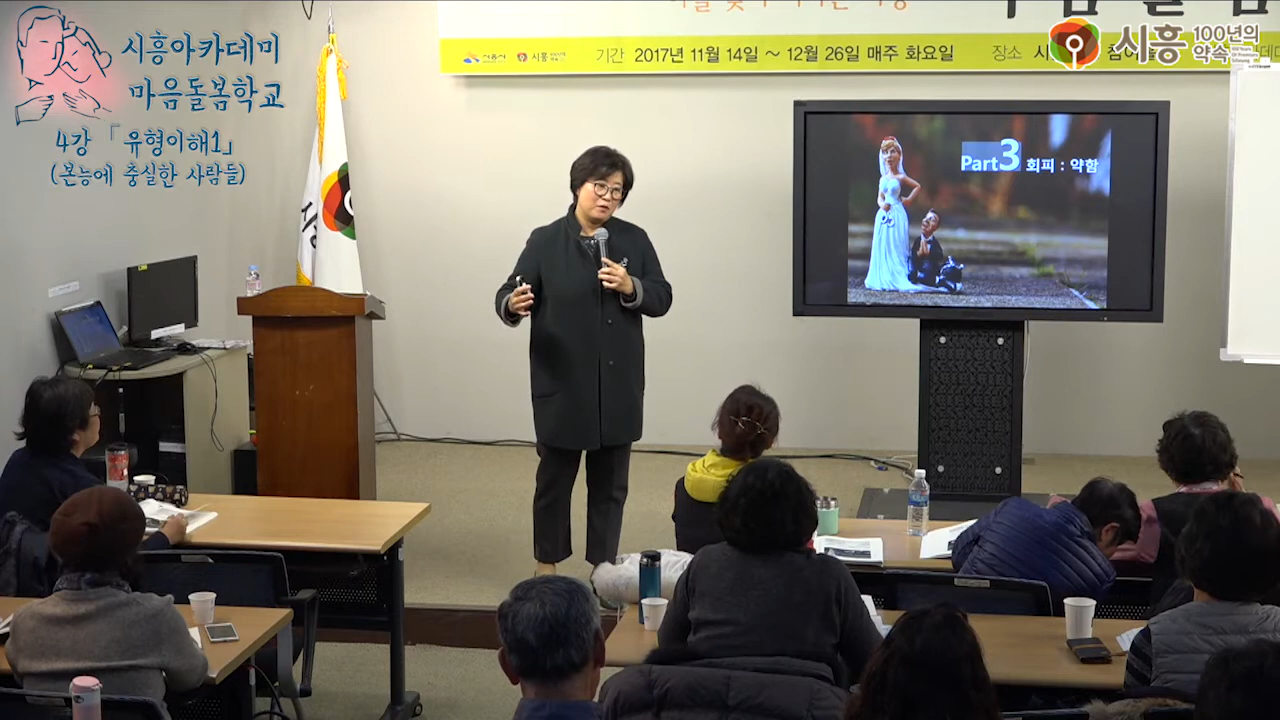 시흥아카데미
마음돌봄학교
4강 「유형이해1」
(본능에 충실한 사람들)
기간 2017년 11월 14일 ~ 12월 26일 매주 화요일
장소
시흥 100년의 약속
Part3 회피 : 약함